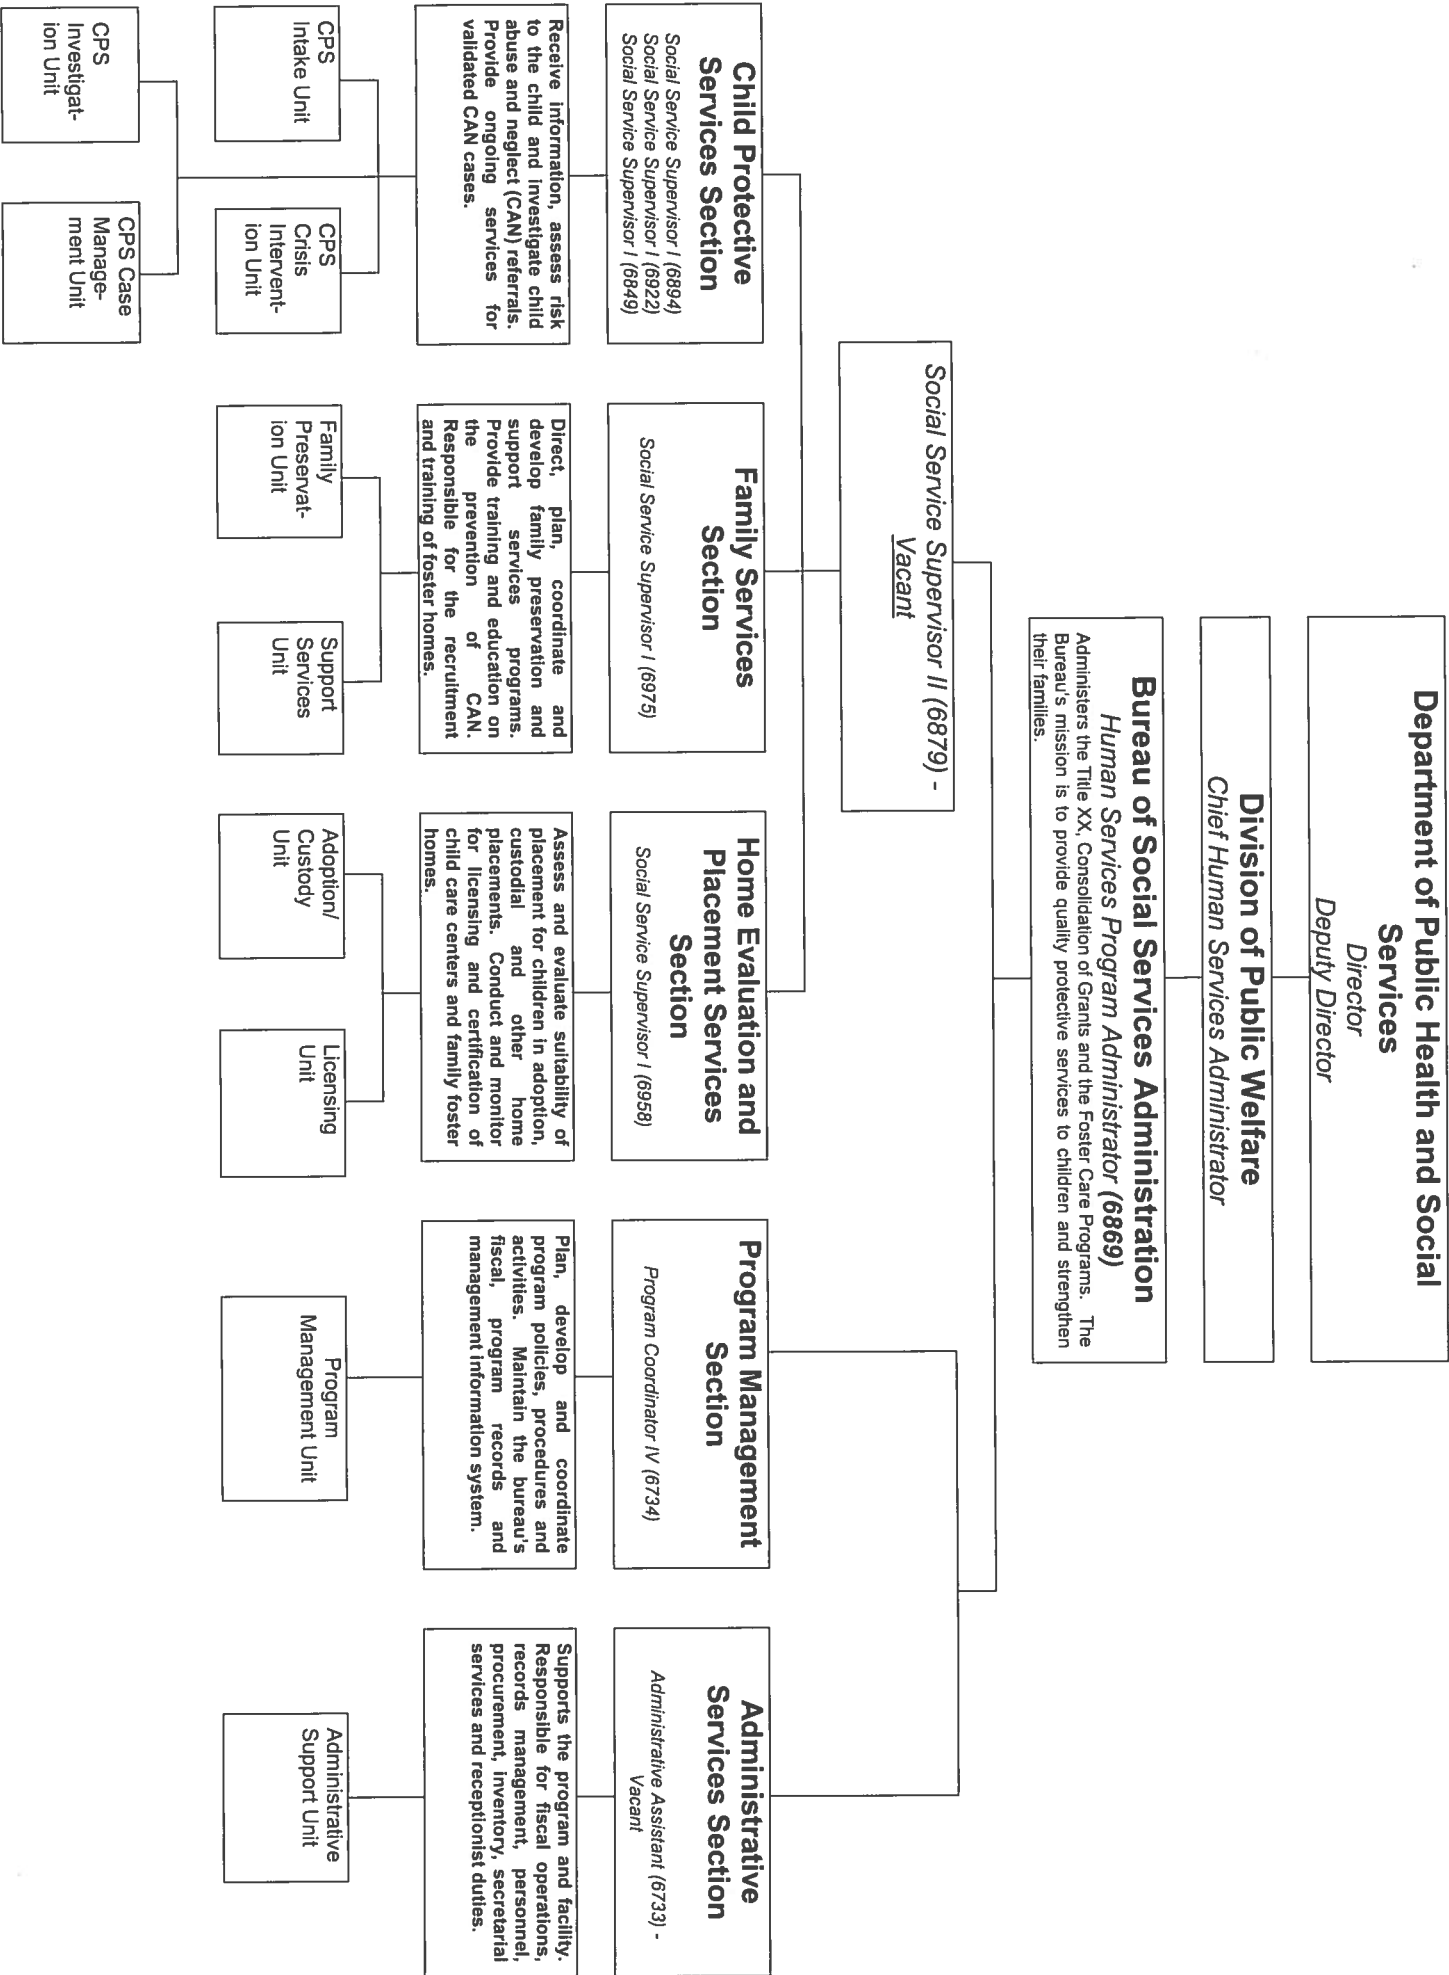 Department of Public Health and Social
Services
Director
Deputy Director
Division of Public Welfare
Chief Human Services Administrator
Bureau of Social Services Administration
Human Services Program Administrator (6869)
Administers the Title XX, Consolidation of Grants and the Foster Care Programs. The
Bureau's mission is to provide quality protective services to children and strengthen
their families.
Social Service Supervisor II (6879) -
Vacant
Child Protective
Services Section
Social Service Supervisor I (6894)
Social Service Supervisor I (6922)
Social Service Supervisor I (6849)
Receive information, assess risk
to the child and investigate child
abuse and neglect (CAN) referrals.
Provide ongoing services for
validated CAN cases.
CPS
Intake Unit
CPS
Crisis
Intervent-
ion Unit
CPS
Investigat-
ion Unit
CPS Case
Manage-
ment Unit
Family Services
Section
Social Service Supervisor I (6975)
Direct, plan, coordinate and
develop family preservation and
support services programs.
Provide training and education on
the prevention of CAN.
Responsible for the recruitment
and training of foster homes.
Family
Preservat-
ion Unit
Support
Services
Unit
Home Evaluation and
Placement Services
Section
Social Service Supervisor I (6958)
Assess and evaluate suitability of
placement for children in adoption,
custodial and other home
placements. Conduct and monitor
for licensing and certification of
child care centers and family foster
homes.
Adoption/
Custody
Unit
Licensing
Unit
Program Management
Section
Program Coordinator IV (6734)
Plan, develop and coordinate
program policies, procedures and
activities. Maintain the bureau's
fiscal, program records and
management information system.
Program
Management Unit
Administrative
Services Section
Administrative Assistant (6733) -
Vacant
Supports the program and facility.
Responsible for fiscal operations,
records management, personnel,
procurement, inventory, secretarial
services and receptionist duties.
Administrative
Support Unit